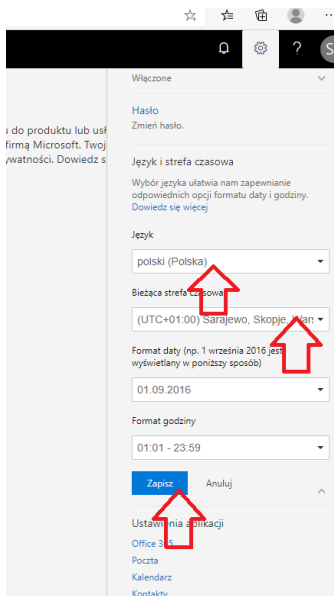 ?
S
Włączone
Hasło
Zmień hasło.
u do produktu lub usł
firmą Microsoft. Twoj
ywatności. Dowiedz s
Język i strefa czasowa
Wybór języka ułatwia nam zapewnianie
odpowiednich opcji formatu daty i godziny.
Dowiedz się więcej
Język
polski (Polska)
Bieżąca strefa czasowa
(UTC+01:00) Sarajewo, Skopje, Wars
Format daty (np. 1 września 2016 jest
wyświetlany w poniższy sposób)
01.09.2016
Format godziny
01:01 - 23:59
Zapisz
Anuluj
Ustawienia aplikacji
Office 365
Poczta
Kalendarz
Kontakty